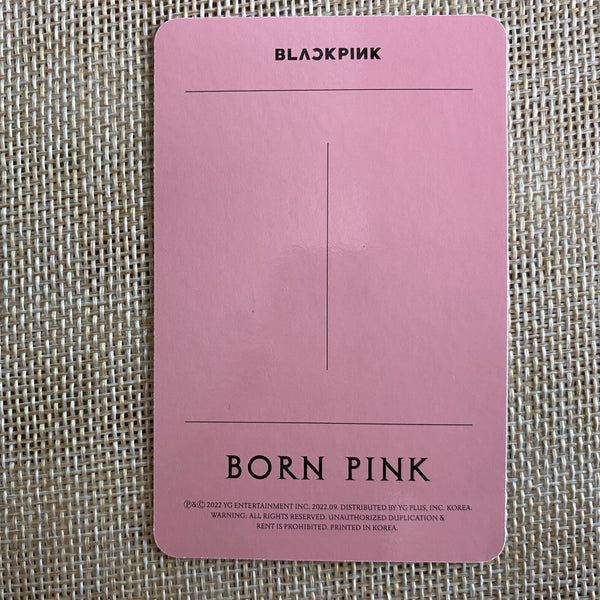 BLACKPINK
BORN PINK
Ⓟ&Ⓒ 2022 YG ENTERTAINMENT INC. 2022.09. DISTRIBUTED BY YG PLUS, INC. KOREA.
WARNING: ALL RIGHTS RESERVED. UNAUTHORIZED DUPLICATION &
RENT IS PROHIBITED. PRINTED IN KOREA.